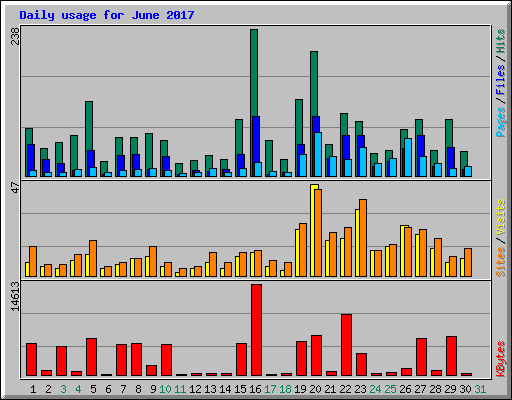 Daily usage for June 2017
238
Pages / Files / Hits
47
Sites / Visits
14613
KBytes
1 2 3 4 5 6 7 8 9 10 11 12 13 14 15 16 17 18 19 20 21 22 23 24 25 26 27 28 29 30 31